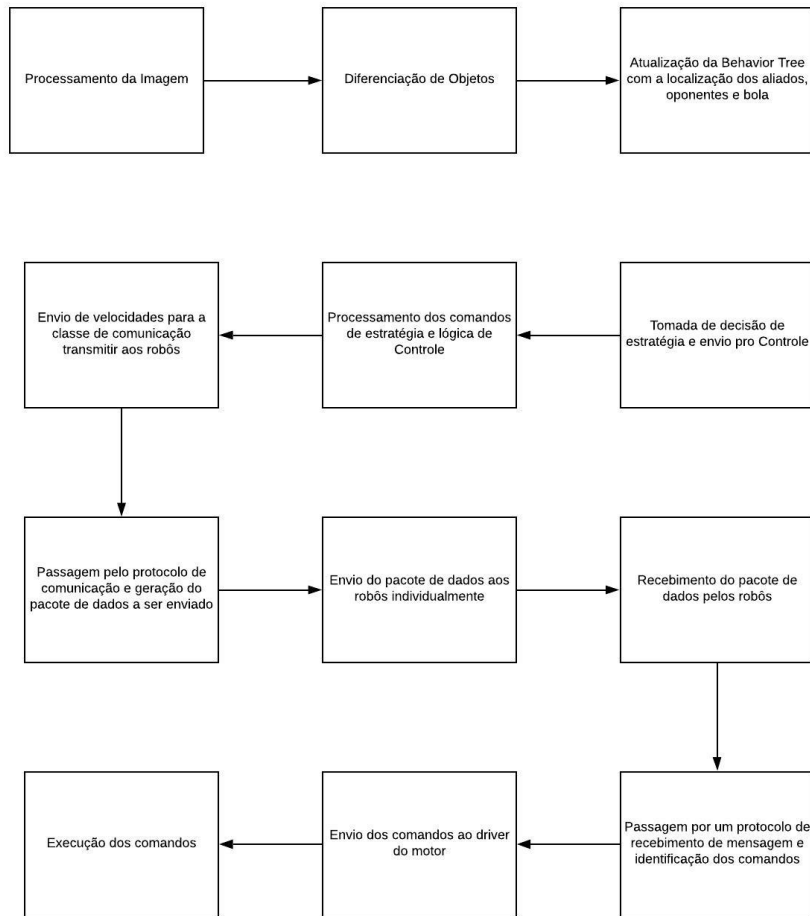 Processamento da Imagem
Diferenciação de Objetos
Atualização da Behavior Tree
com a localização dos aliados,
oponentes e bola
Tomada de decisão de
estratégia e envio pro Controle
Processamento dos comandos
de estratégia e lógica de
Controle
Envio de velocidades para a
classe de comunicação
transmitir aos robôs
Passagem pelo protocolo de
comunicação e geração do
pacote de dados a ser enviado
Envio do pacote de dados aos
robôs individualmente
Recebimento do pacote de
dados pelos robôs
Passagem por um protocolo de
recebimento de mensagem e
identificação dos comandos
Envio dos comandos ao driver
do motor
Execução dos comandos